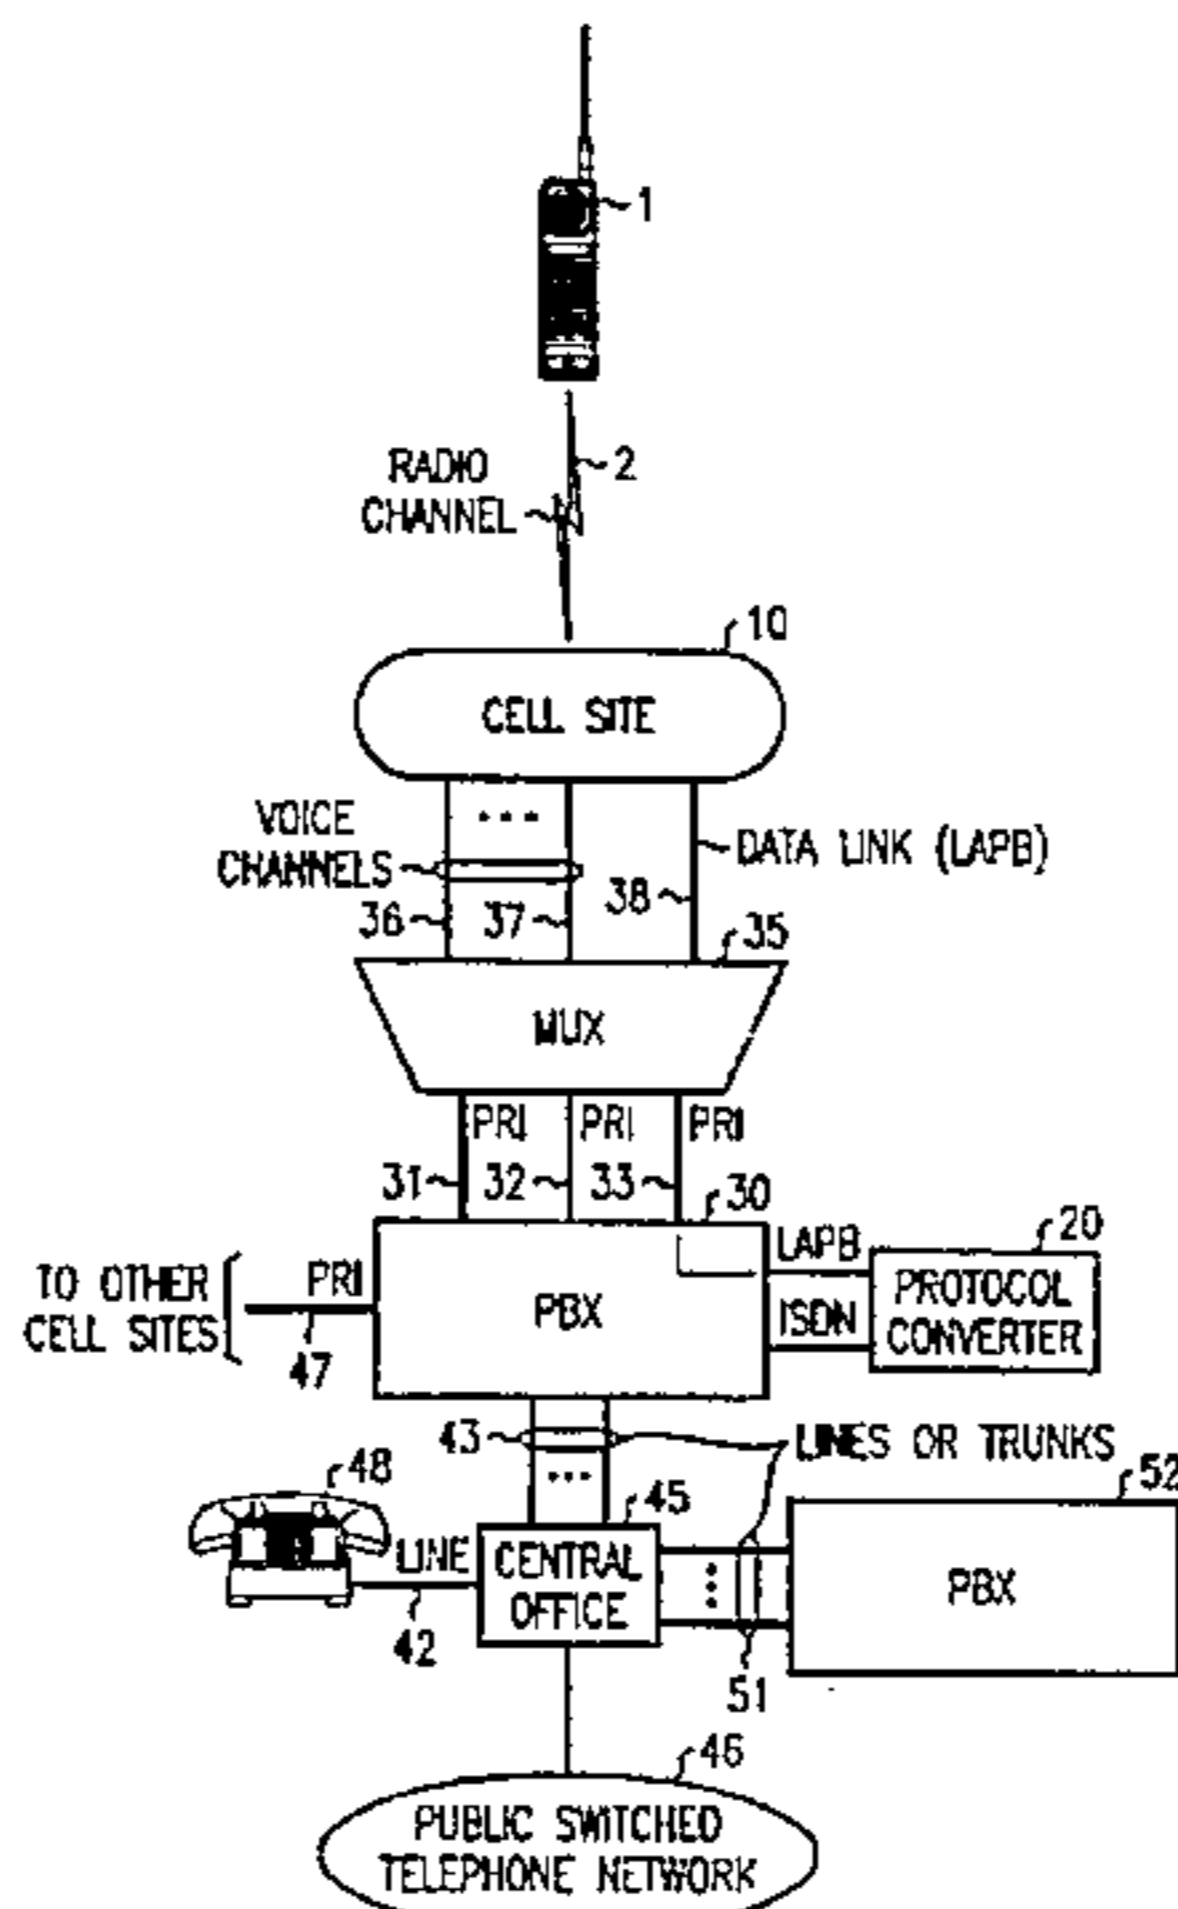 1
RADIO
CHANNEL
2
10
CELL SITE
VOICE
CHANNELS
DATA LINK (LAPB)
36
37
38
35
MUX
PRI
PRI
PRI
31
32
33
30
20
LAPB
TO OTHER
CELL SITES
PRI
47
PBX
ISDN
PROTOCOL
CONVERTER
43
LINES OR TRUNKS
48
45
52
LINE
42
CENTRAL
OFFICE
51
PBX
46
PUBLIC SWITCHED
TELEPHONE NETWORK